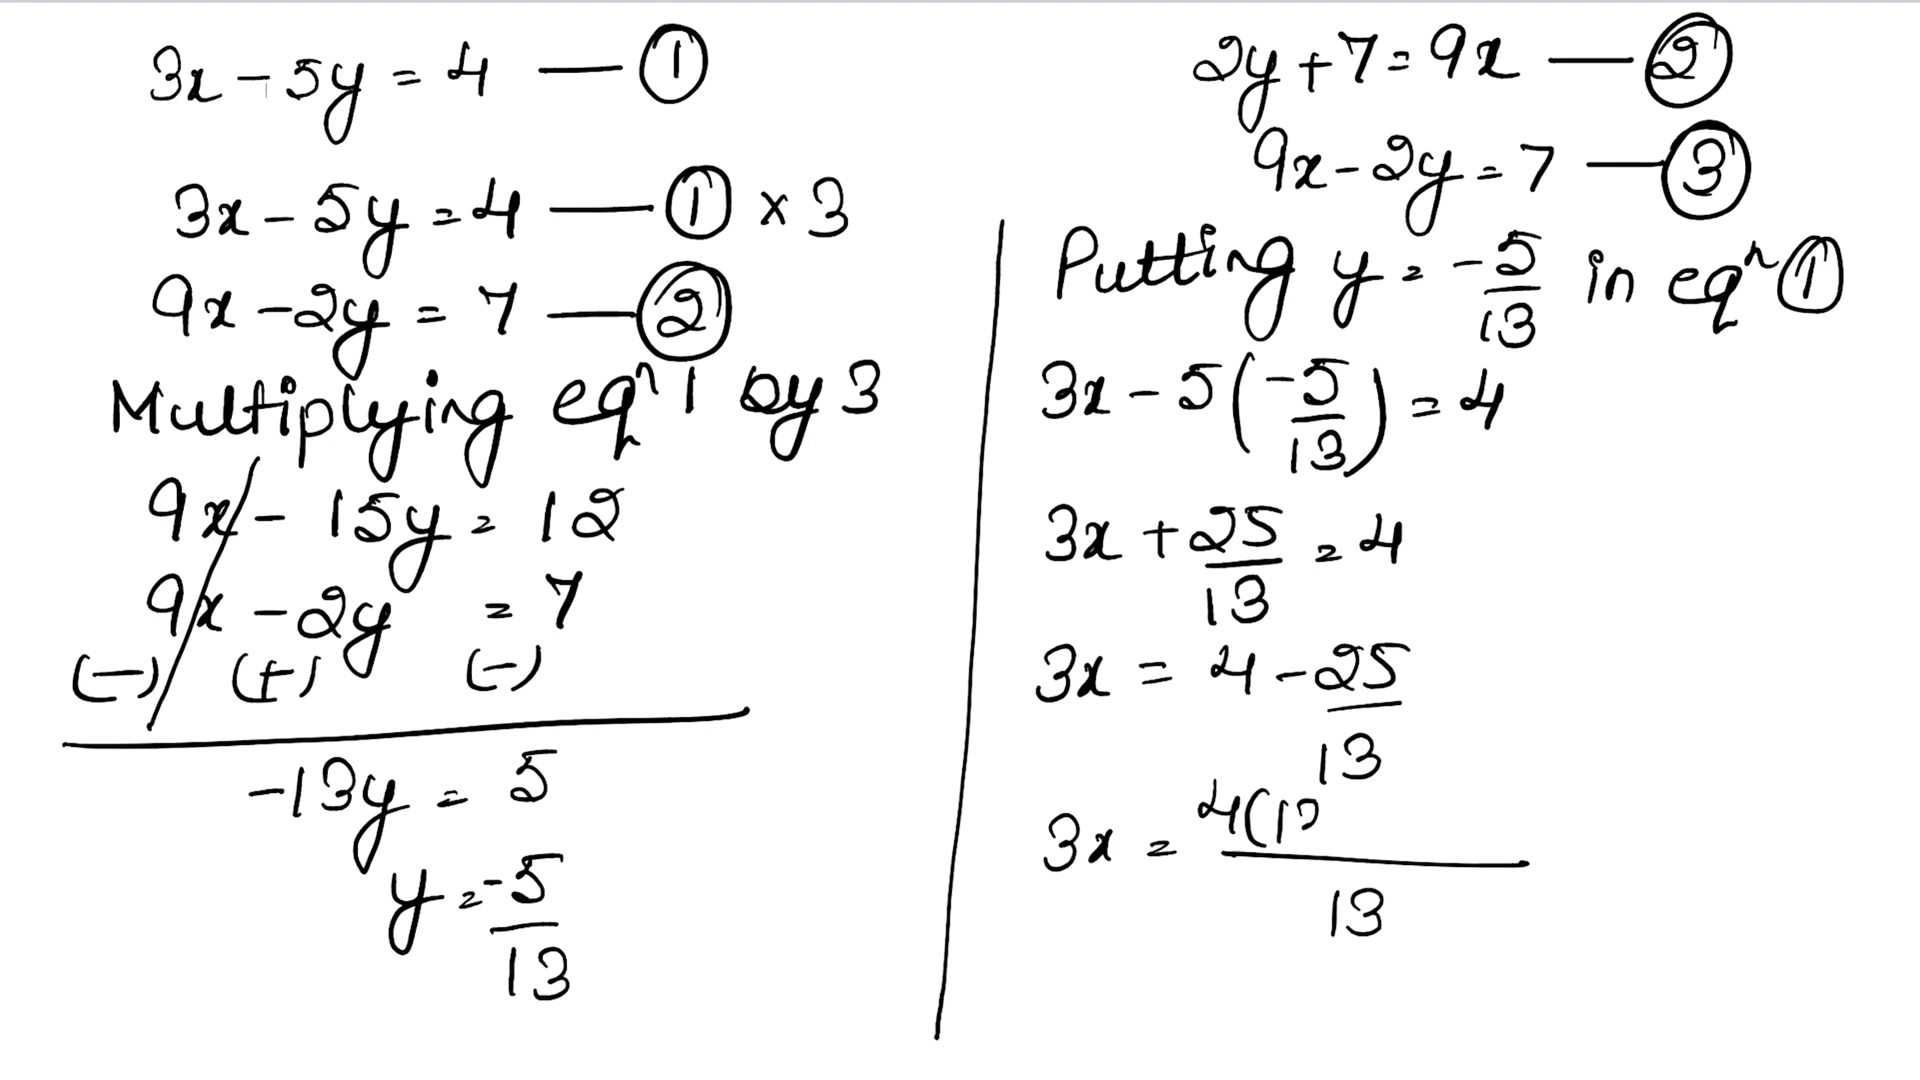 3x - 5y = 4 — ①
2y + 7 = 9x — ②
9x - 2y = 7 — ③
3x - 5y = 4 — ① × 3
9x - 2y = 7 — ②
Multiplying eqⁿ 1 by 3
9x - 15y = 12
9x - 2y = 7
(-) (+) (-)
-13y = 5
y = -5/13
Putting y = -5/13 in eqⁿ ①
3x - 5(-5/13) = 4
3x + 25/13 = 4
3x = 4 - 25/13
3x = 4(1 /13